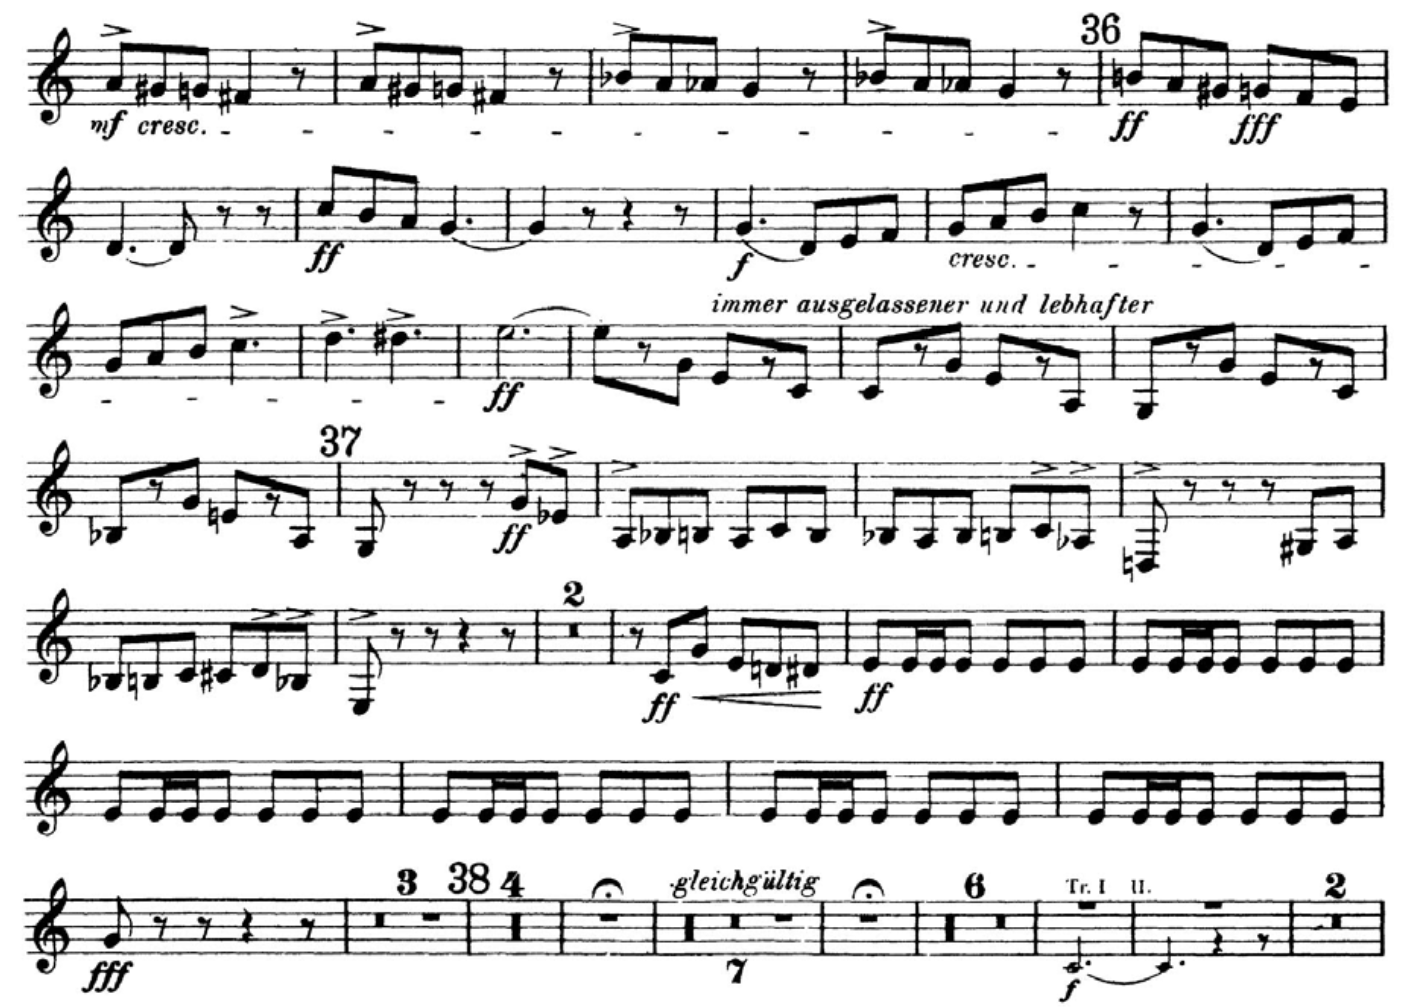 36
mf cresc.
ff fff
ff f cresc.
immer ausgelassener und lebhafter
ff
37
ff
2
ff ff
3 38 4 gleichgültig 6 Tr. I II. 2
fff 7 f